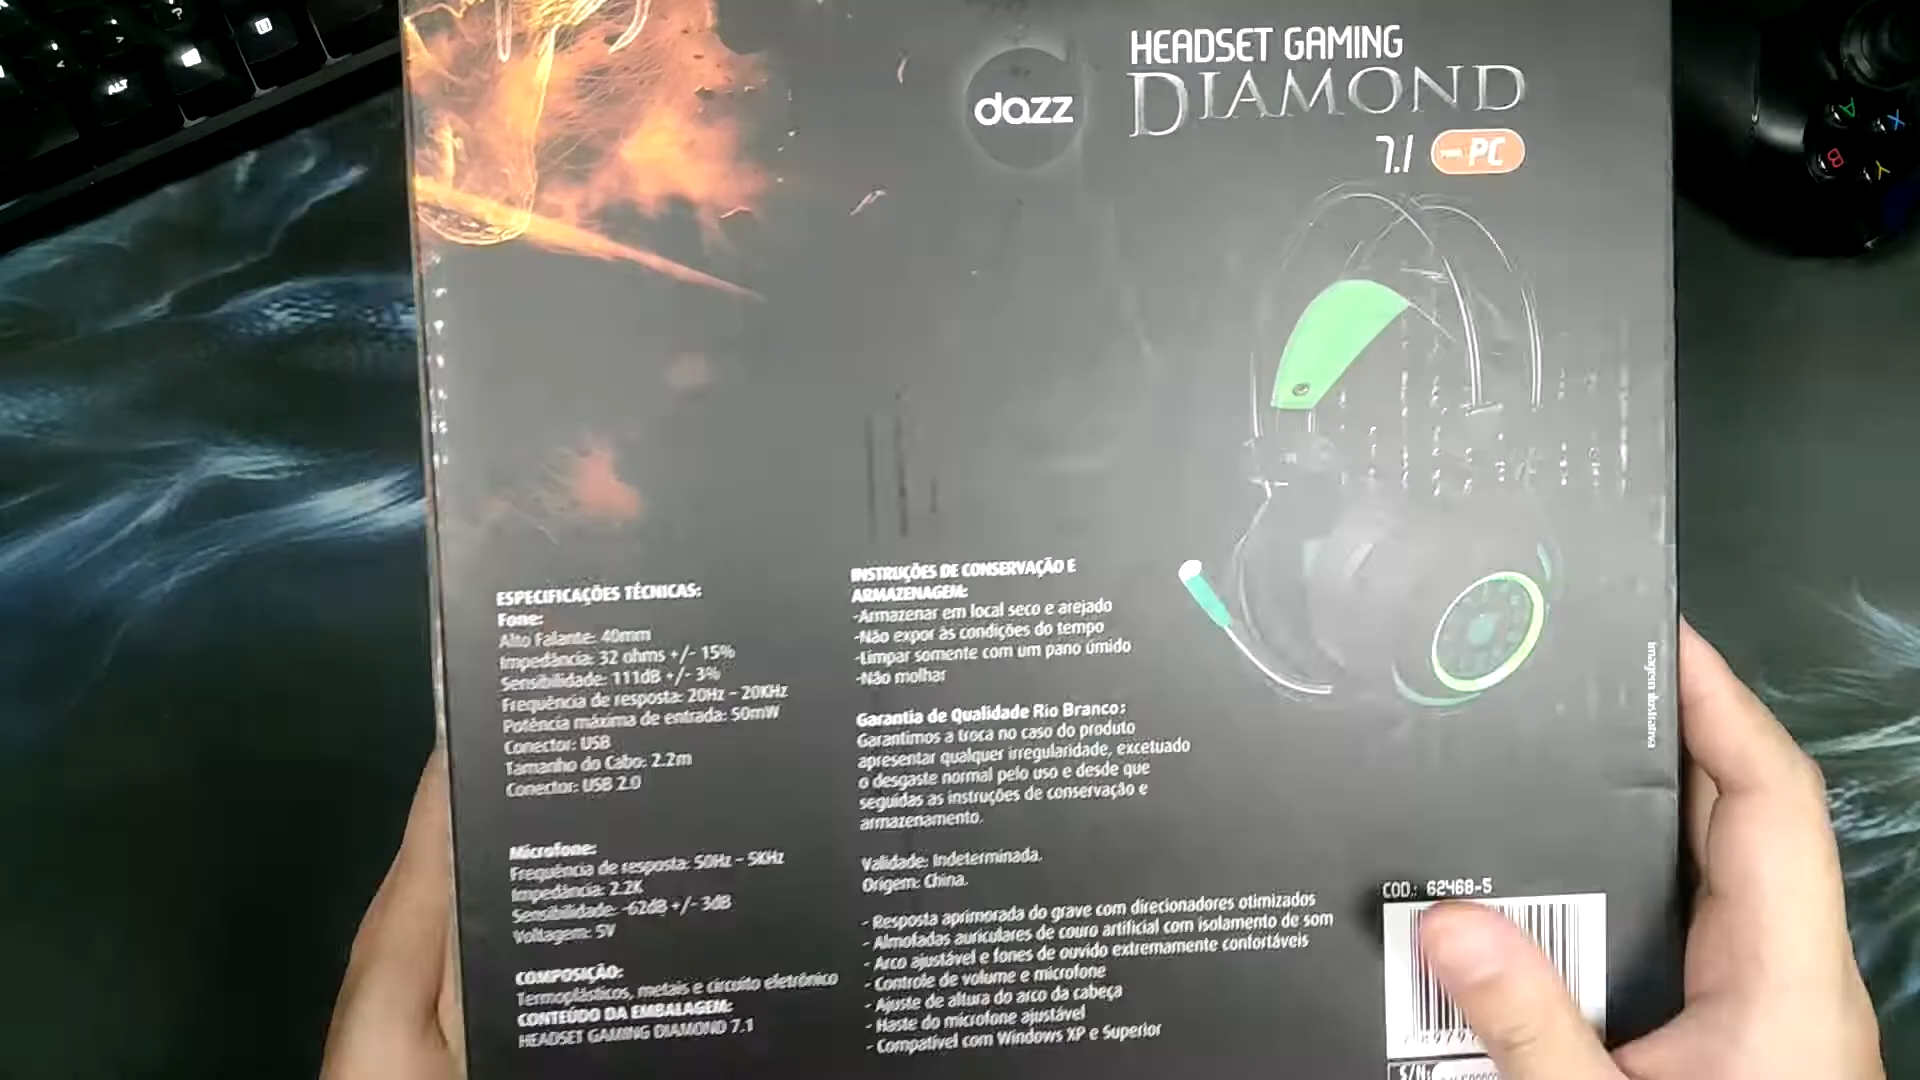 ALT
dazz
HEADSET GAMING
DIAMOND
7.1
PC
ESPECIFICAÇÕES TÉCNICAS:
Fone:
Alto Falante: 40mm
Impedância: 32 ohms +/- 15%
Sensibilidade: 111dB +/- 3%
Frequência de resposta: 20Hz - 20KHz
Potência máxima de entrada: 50mW
Conector: USB
Tamanho do Cabo: 2.2m
Conector: USB 2.0
Microfone:
Frequência de resposta: 50Hz - 5KHz
Impedância: 2.2K
Sensibilidade: -62dB +/- 3dB
Voltagem: 5V
COMPOSIÇÃO:
Termoplásticos, metais e circuito eletrônico
CONTEÚDO DA EMBALAGEM:
HEADSET GAMING DIAMOND 7.1
INSTRUÇÕES DE CONSERVAÇÃO E
ARMAZENAGEM:
-Armazenar em local seco e arejado
-Não expor às condições do tempo
-Limpar somente com um pano úmido
-Não molhar
Garantia de Qualidade Rio Branco:
Garantimos a troca no caso do produto
apresentar qualquer irregularidade, excetuado
o desgaste normal pelo uso e desde que
seguidas as instruções de conservação e
armazenamento.
Validade: Indeterminada.
Origem: China.
- Resposta aprimorada do grave com direcionadores otimizados
- Almofadas auriculares de couro artificial com isolamento de som
- Arco ajustável e fones de ouvido extremamente confortáveis
- Controle de volume e microfone
- Ajuste de altura do arco da cabeça
- Haste do microfone ajustável
- Compatível com Windows XP e Superior
imagem ilustrativa
COD.: 62468-5
S/N:
A
X
B
Y